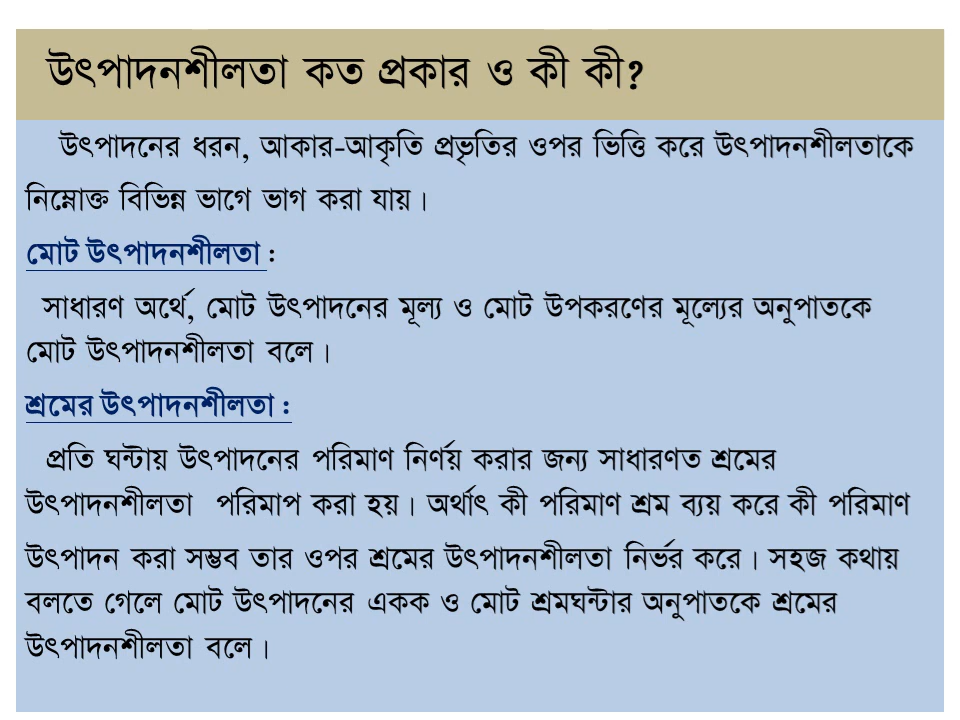 উৎপাদনশীলতা কত প্রকার ও কী কী?
উৎপাদনের ধরন, আকার-আকৃতি প্রভৃতির ওপর ভিত্তি করে উৎপাদনশীলতাকে
নিম্নোক্ত বিভিন্ন ভাগে ভাগ করা যায়।
মোট উৎপাদনশীলতা :
সাধারণ অর্থে, মোট উৎপাদনের মূল্য ও মোট উপকরণের মূল্যের অনুপাতকে
মোট উৎপাদনশীলতা বলে।
শ্রমের উৎপাদনশীলতা :
প্রতি ঘন্টায় উৎপাদনের পরিমাণ নির্ণয় করার জন্য সাধারণত শ্রমের
উৎপাদনশীলতা পরিমাপ করা হয়। অর্থাৎ কী পরিমাণ শ্রম ব্যয় করে কী পরিমাণ
উৎপাদন করা সম্ভব তার ওপর শ্রমের উৎপাদনশীলতা নির্ভর করে। সহজ কথায়
বলতে গেলে মোট উৎপাদনের একক ও মোট শ্রমঘন্টার অনুপাতকে শ্রমের
উৎপাদনশীলতা বলে।